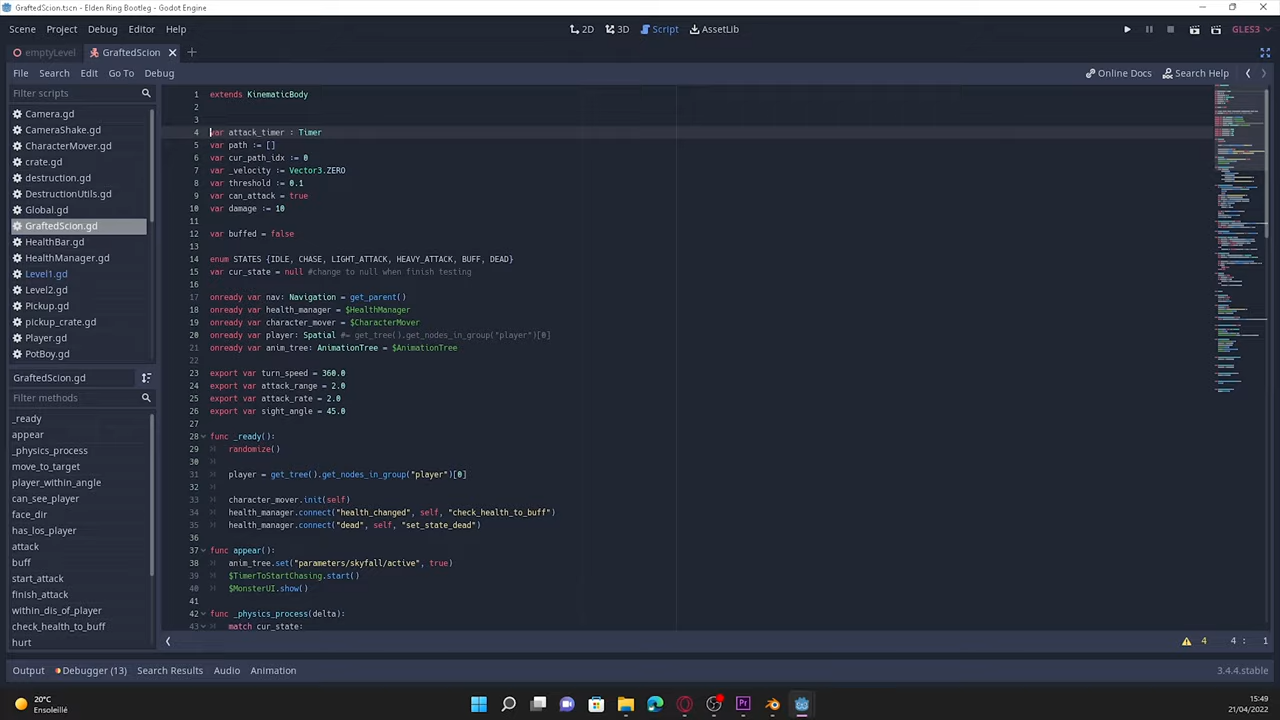 GraftedScion.tscn - Elden Ring Bootleg - Godot Engine
Scene Project Debug Editor Help
2D 3D Script AssetLib
GLES3
emptyLevel GraftedScion
File Search Edit Go To Debug
Online Docs Search Help
Filter scripts
Camera.gd
CameraShake.gd
CharacterMover.gd
crate.gd
destruction.gd
DestructionUtils.gd
Global.gd
GraftedScion.gd
HealthBar.gd
HealthManager.gd
Level1.gd
Level2.gd
Pickup.gd
pickup_crate.gd
Player.gd
PotBoy.gd
GraftedScion.gd
Filter methods
_ready
appear
_physics_process
move_to_target
player_within_angle
can_see_player
face_dir
has_los_player
attack
buff
start_attack
finish_attack
within_dis_of_player
check_health_to_buff
hurt
1 extends KinematicBody
2
3
4 var attack_timer : Timer
5 var path := []
6 var cur_path_idx := 0
7 var _velocity := Vector3.ZERO
8 var threshold := 0.1
9 var can_attack = true
10 var damage := 10
11
12 var buffed = false
13
14 enum STATES {IDLE, CHASE, LIGHT_ATTACK, HEAVY_ATTACK, BUFF, DEAD}
15 var cur_state = null #change to null when finish testing
16
17 onready var nav: Navigation = get_parent()
18 onready var health_manager = $HealthManager
19 onready var character_mover = $CharacterMover
20 onready var player: Spatial #= get_tree().get_nodes_in_group("player")[0]
21 onready var anim_tree: AnimationTree = $AnimationTree
22
23 export var turn_speed = 360.0
24 export var attack_range = 2.0
25 export var attack_rate = 2.0
26 export var sight_angle = 45.0
27
28 func _ready():
29 randomize()
30
31 player = get_tree().get_nodes_in_group("player")[0]
32
33 character_mover.init(self)
34 health_manager.connect("health_changed", self, "check_health_to_buff")
35 health_manager.connect("dead", self, "set_state_dead")
36
37 func appear():
38 anim_tree.set("parameters/skyfall/active", true)
39 $TimerToStartChasing.start()
40 $MonsterUI.show()
41
42 func _physics_process(delta):
43 match cur_state:
4 4 : 1
Output Debugger (13) Search Results Audio Animation
3.4.4.stable
20°C
Ensoleillé
15:49
21/04/2022